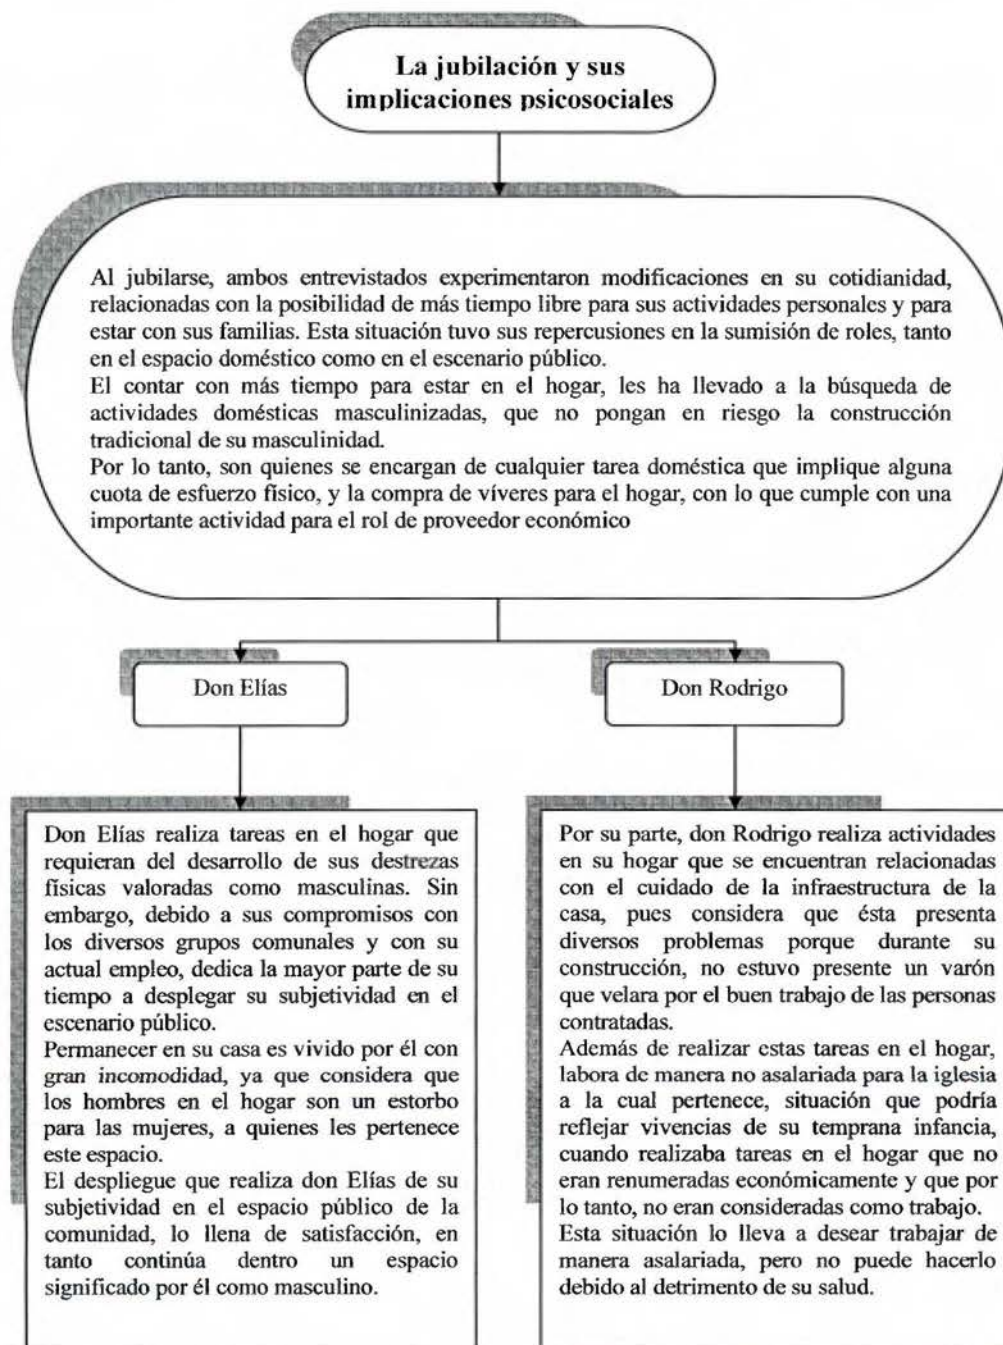 La jubilación y sus
implicaciones psicosociales
Al jubilarse, ambos entrevistados experimentaron modificaciones en su cotidianidad,
relacionadas con la posibilidad de más tiempo libre para sus actividades personales y para
estar con sus familias. Esta situación tuvo sus repercusiones en la sumisión de roles, tanto
en el espacio doméstico como en el escenario público.
El contar con más tiempo para estar en el hogar, les ha llevado a la búsqueda de
actividades domésticas masculinizadas, que no pongan en riesgo la construcción
tradicional de su masculinidad.
Por lo tanto, son quienes se encargan de cualquier tarea doméstica que implique alguna
cuota de esfuerzo físico, y la compra de víveres para el hogar, con lo que cumple con una
importante actividad para el rol de proveedor económico
Don Elías
Don Rodrigo
Don Elías realiza tareas en el hogar que
requieran del desarrollo de sus destrezas
físicas valoradas como masculinas. Sin
embargo, debido a sus compromisos con
los diversos grupos comunales y con su
actual empleo, dedica la mayor parte de su
tiempo a desplegar su subjetividad en el
escenario público.
Permanecer en su casa es vivido por él con
gran incomodidad, ya que considera que
los hombres en el hogar son un estorbo
para las mujeres, a quienes les pertenece
este espacio.
El despliegue que realiza don Elías de su
subjetividad en el espacio público de la
comunidad, lo llena de satisfacción, en
tanto continúa dentro un espacio
significado por él como masculino.
Por su parte, don Rodrigo realiza actividades
en su hogar que se encuentran relacionadas
con el cuidado de la infraestructura de la
casa, pues considera que ésta presenta
diversos problemas porque durante su
construcción, no estuvo presente un varón
que velara por el buen trabajo de las personas
contratadas.
Además de realizar estas tareas en el hogar,
labora de manera no asalariada para la iglesia
a la cual pertenece, situación que podría
reflejar vivencias de su temprana infancia,
cuando realizaba tareas en el hogar que no
eran renumeradas económicamente y que por
lo tanto, no eran consideradas como trabajo.
Esta situación lo lleva a desear trabajar de
manera asalariada, pero no puede hacerlo
debido al detrimento de su salud.